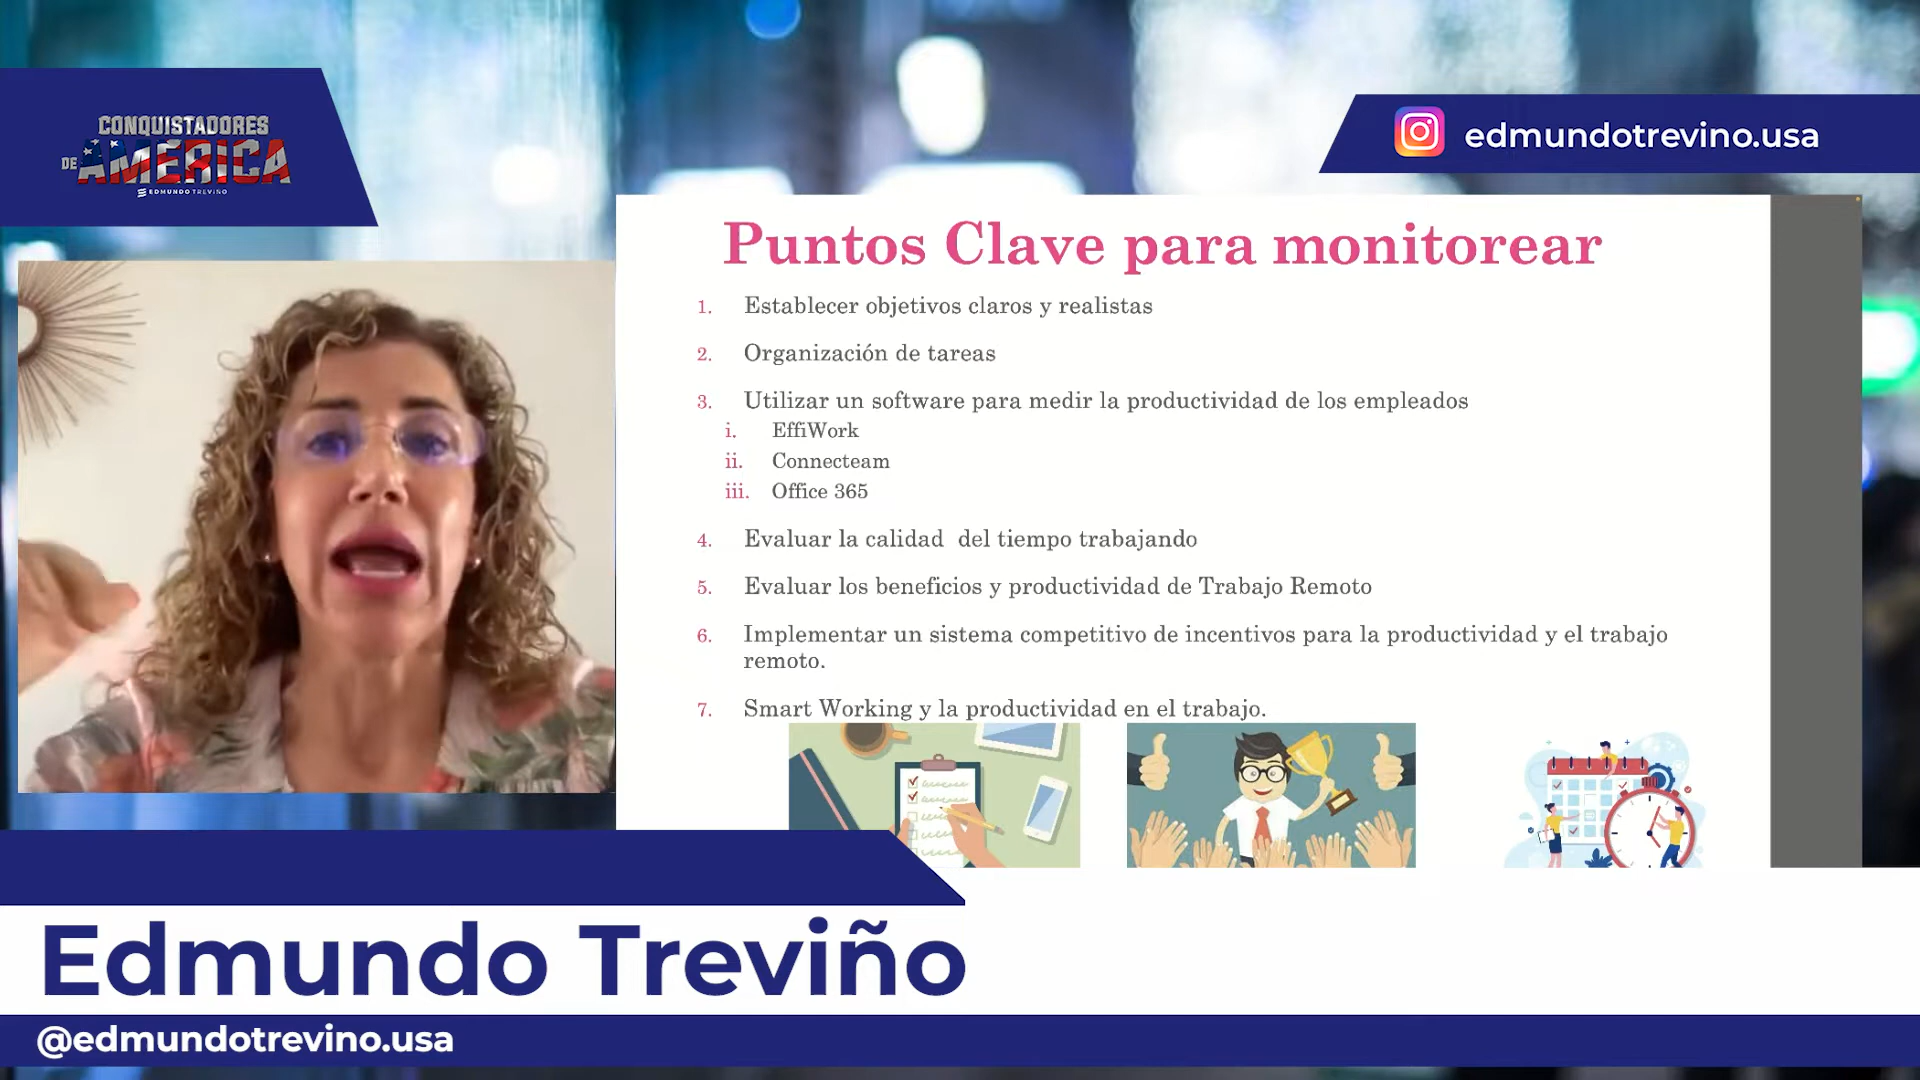 CONQUISTADORES
DE AMERICA
EDMUNDO TREVIÑO
edmundotrevino.usa
Puntos Clave para monitorear
1. Establecer objetivos claros y realistas
2. Organización de tareas
3. Utilizar un software para medir la productividad de los empleados
i. EffiWork
ii. Connecteam
iii. Office 365
4. Evaluar la calidad del tiempo trabajando
5. Evaluar los beneficios y productividad de Trabajo Remoto
6. Implementar un sistema competitivo de incentivos para la productividad y el trabajo
remoto.
7. Smart Working y la productividad en el trabajo.
Edmundo Treviño
@edmundotrevino.usa